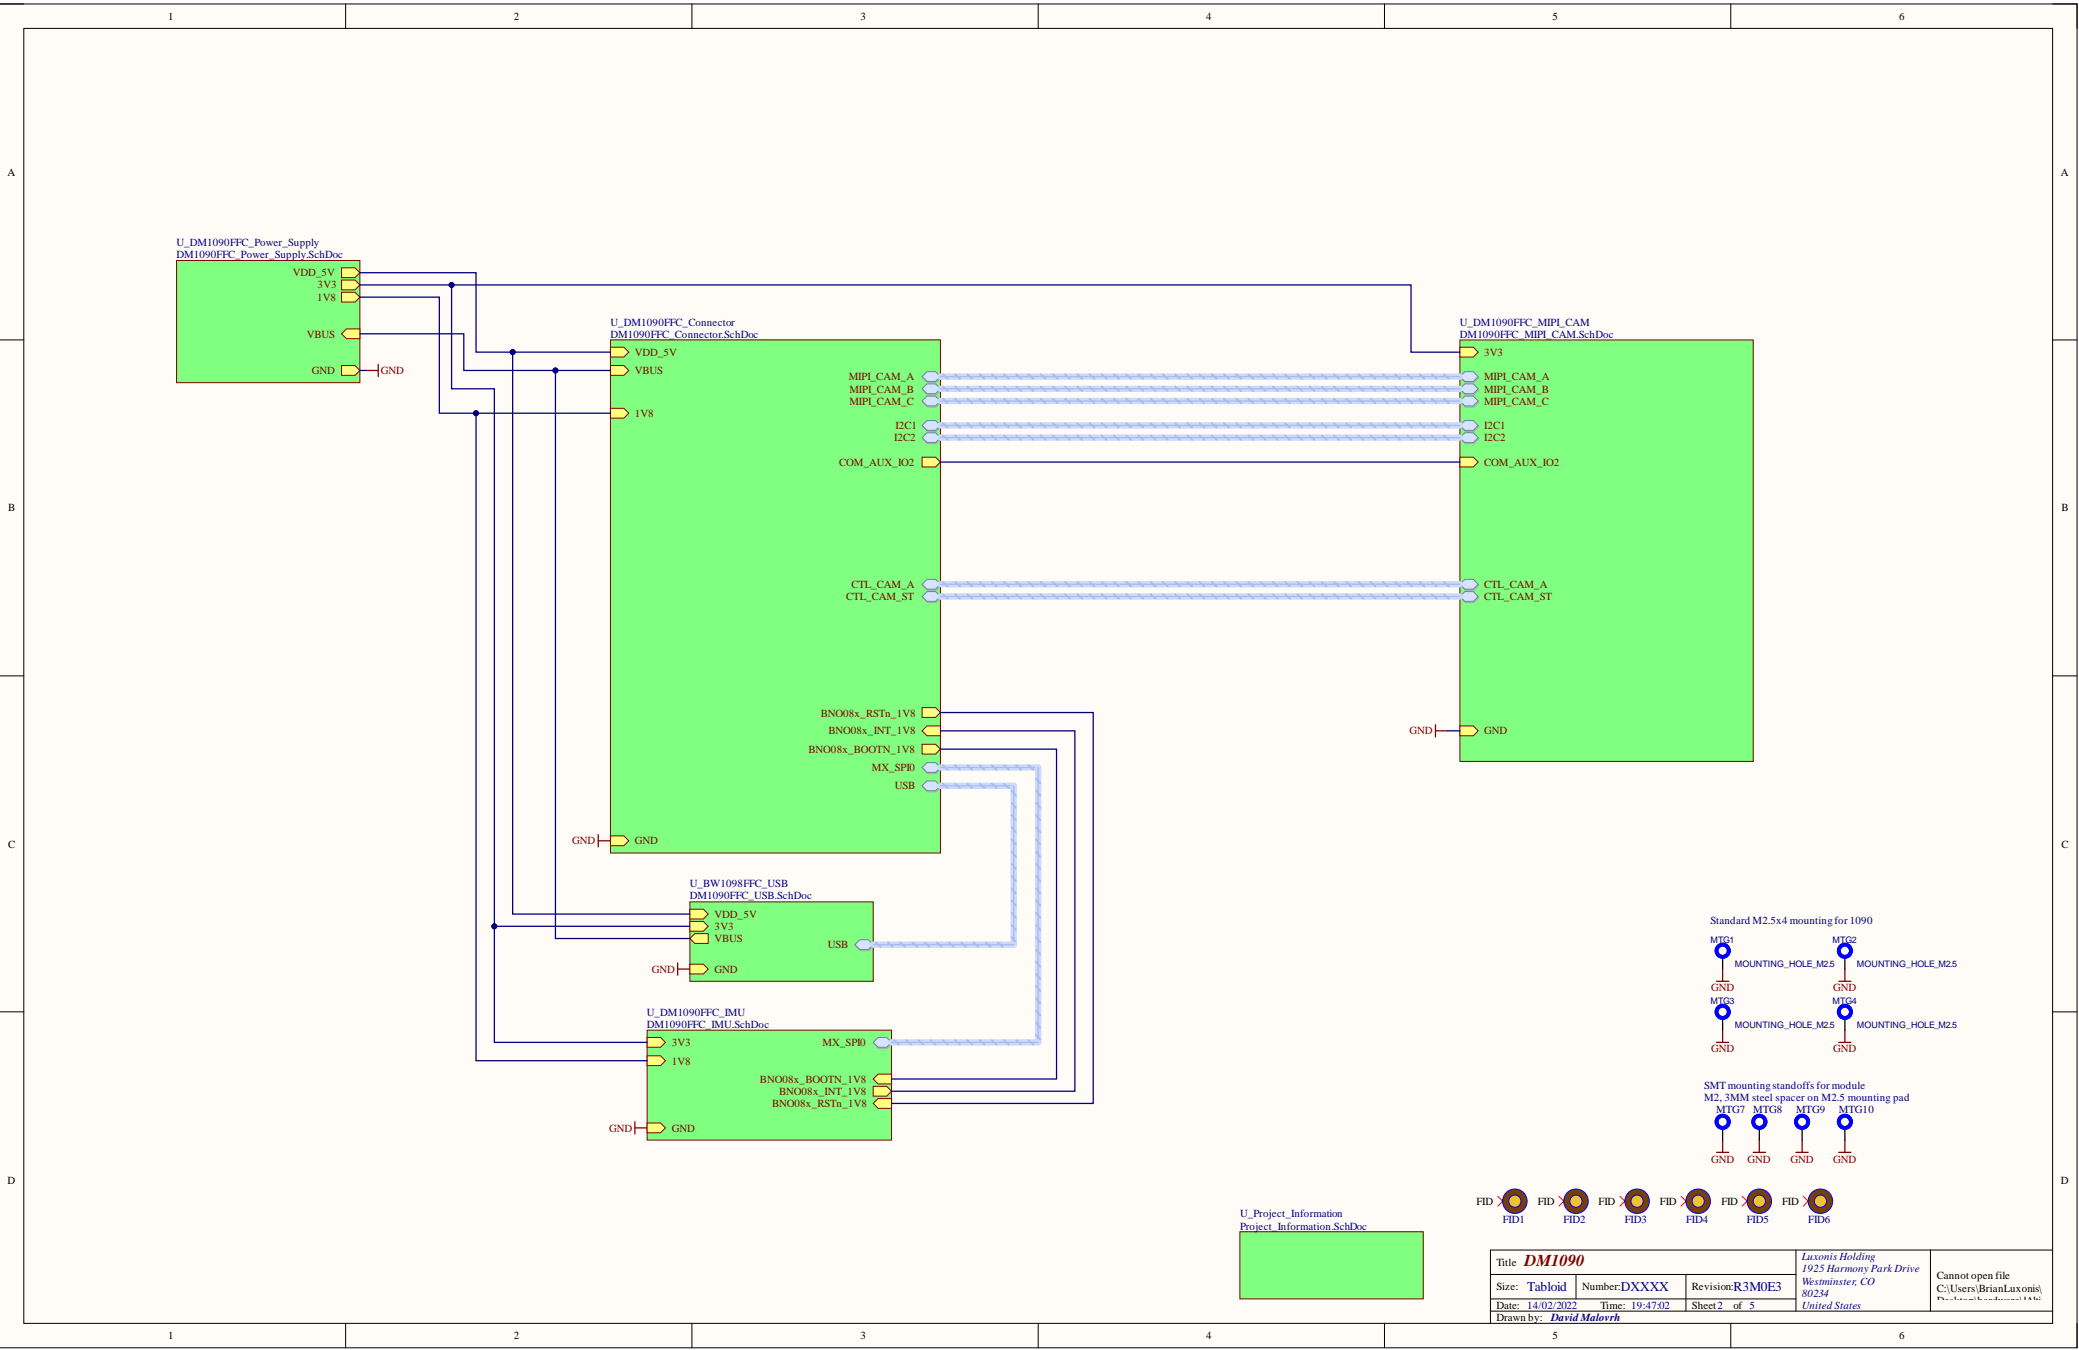 1 2 3 4 5 6
A A
U_DM1090FFC_Power_Supply
DM1090FFC_Power_Supply.SchDoc
VDD_5V
3V3
1V8
VBUS
GND GND
U_DM1090FFC_Connector
DM1090FFC_Connector.SchDoc
VDD_5V
VBUS
1V8
MIPI_CAM_A
MIPI_CAM_B
MIPI_CAM_C
I2C1
I2C2
COM_AUX_IO2
CTL_CAM_A
CTL_CAM_ST
BNO08x_RSTn_1V8
BNO08x_INT_1V8
BNO08x_BOOTN_1V8
MX_SPI0
USB
GND GND
U_DM1090FFC_MIPI_CAM
DM1090FFC_MIPI_CAM.SchDoc
3V3
MIPI_CAM_A
MIPI_CAM_B
MIPI_CAM_C
I2C1
I2C2
COM_AUX_IO2
CTL_CAM_A
CTL_CAM_ST
GND GND
B B
C C
U_BW1098FFC_USB
DM1090FFC_USB.SchDoc
VDD_5V
3V3
VBUS
USB
GND GND
U_DM1090FFC_IMU
DM1090FFC_IMU.SchDoc
3V3
1V8
MX_SPI0
BNO08x_BOOTN_1V8
BNO08x_INT_1V8
BNO08x_RSTn_1V8
GND GND
Standard M2.5x4 mounting for 1090
MTG1 MTG2
MOUNTING_HOLE_M2.5 MOUNTING_HOLE_M2.5
GND GND
MTG3 MTG4
MOUNTING_HOLE_M2.5 MOUNTING_HOLE_M2.5
GND GND
SMT mounting standoffs for module
M2, 3MM steel spacer on M2.5 mounting pad
MTG7 MTG8 MTG9 MTG10
GND GND GND GND
D D
FID FID FID FID FID FID
FID1 FID2 FID3 FID4 FID5 FID6
U_Project_Information
Project_Information.SchDoc
Title DM1090
Size: Tabloid Number:DXXXX Revision:R3M0E3
Date: 14/02/2022 Time: 19:47:02 Sheet2 of 5
Drawn by: David Malovrh
Luxonis Holding
1925 Harmony Park Drive
Westminster, CO
80234
United States
Cannot open file
C:\Users\BrianLuxonis\
1 2 3 4 5 6